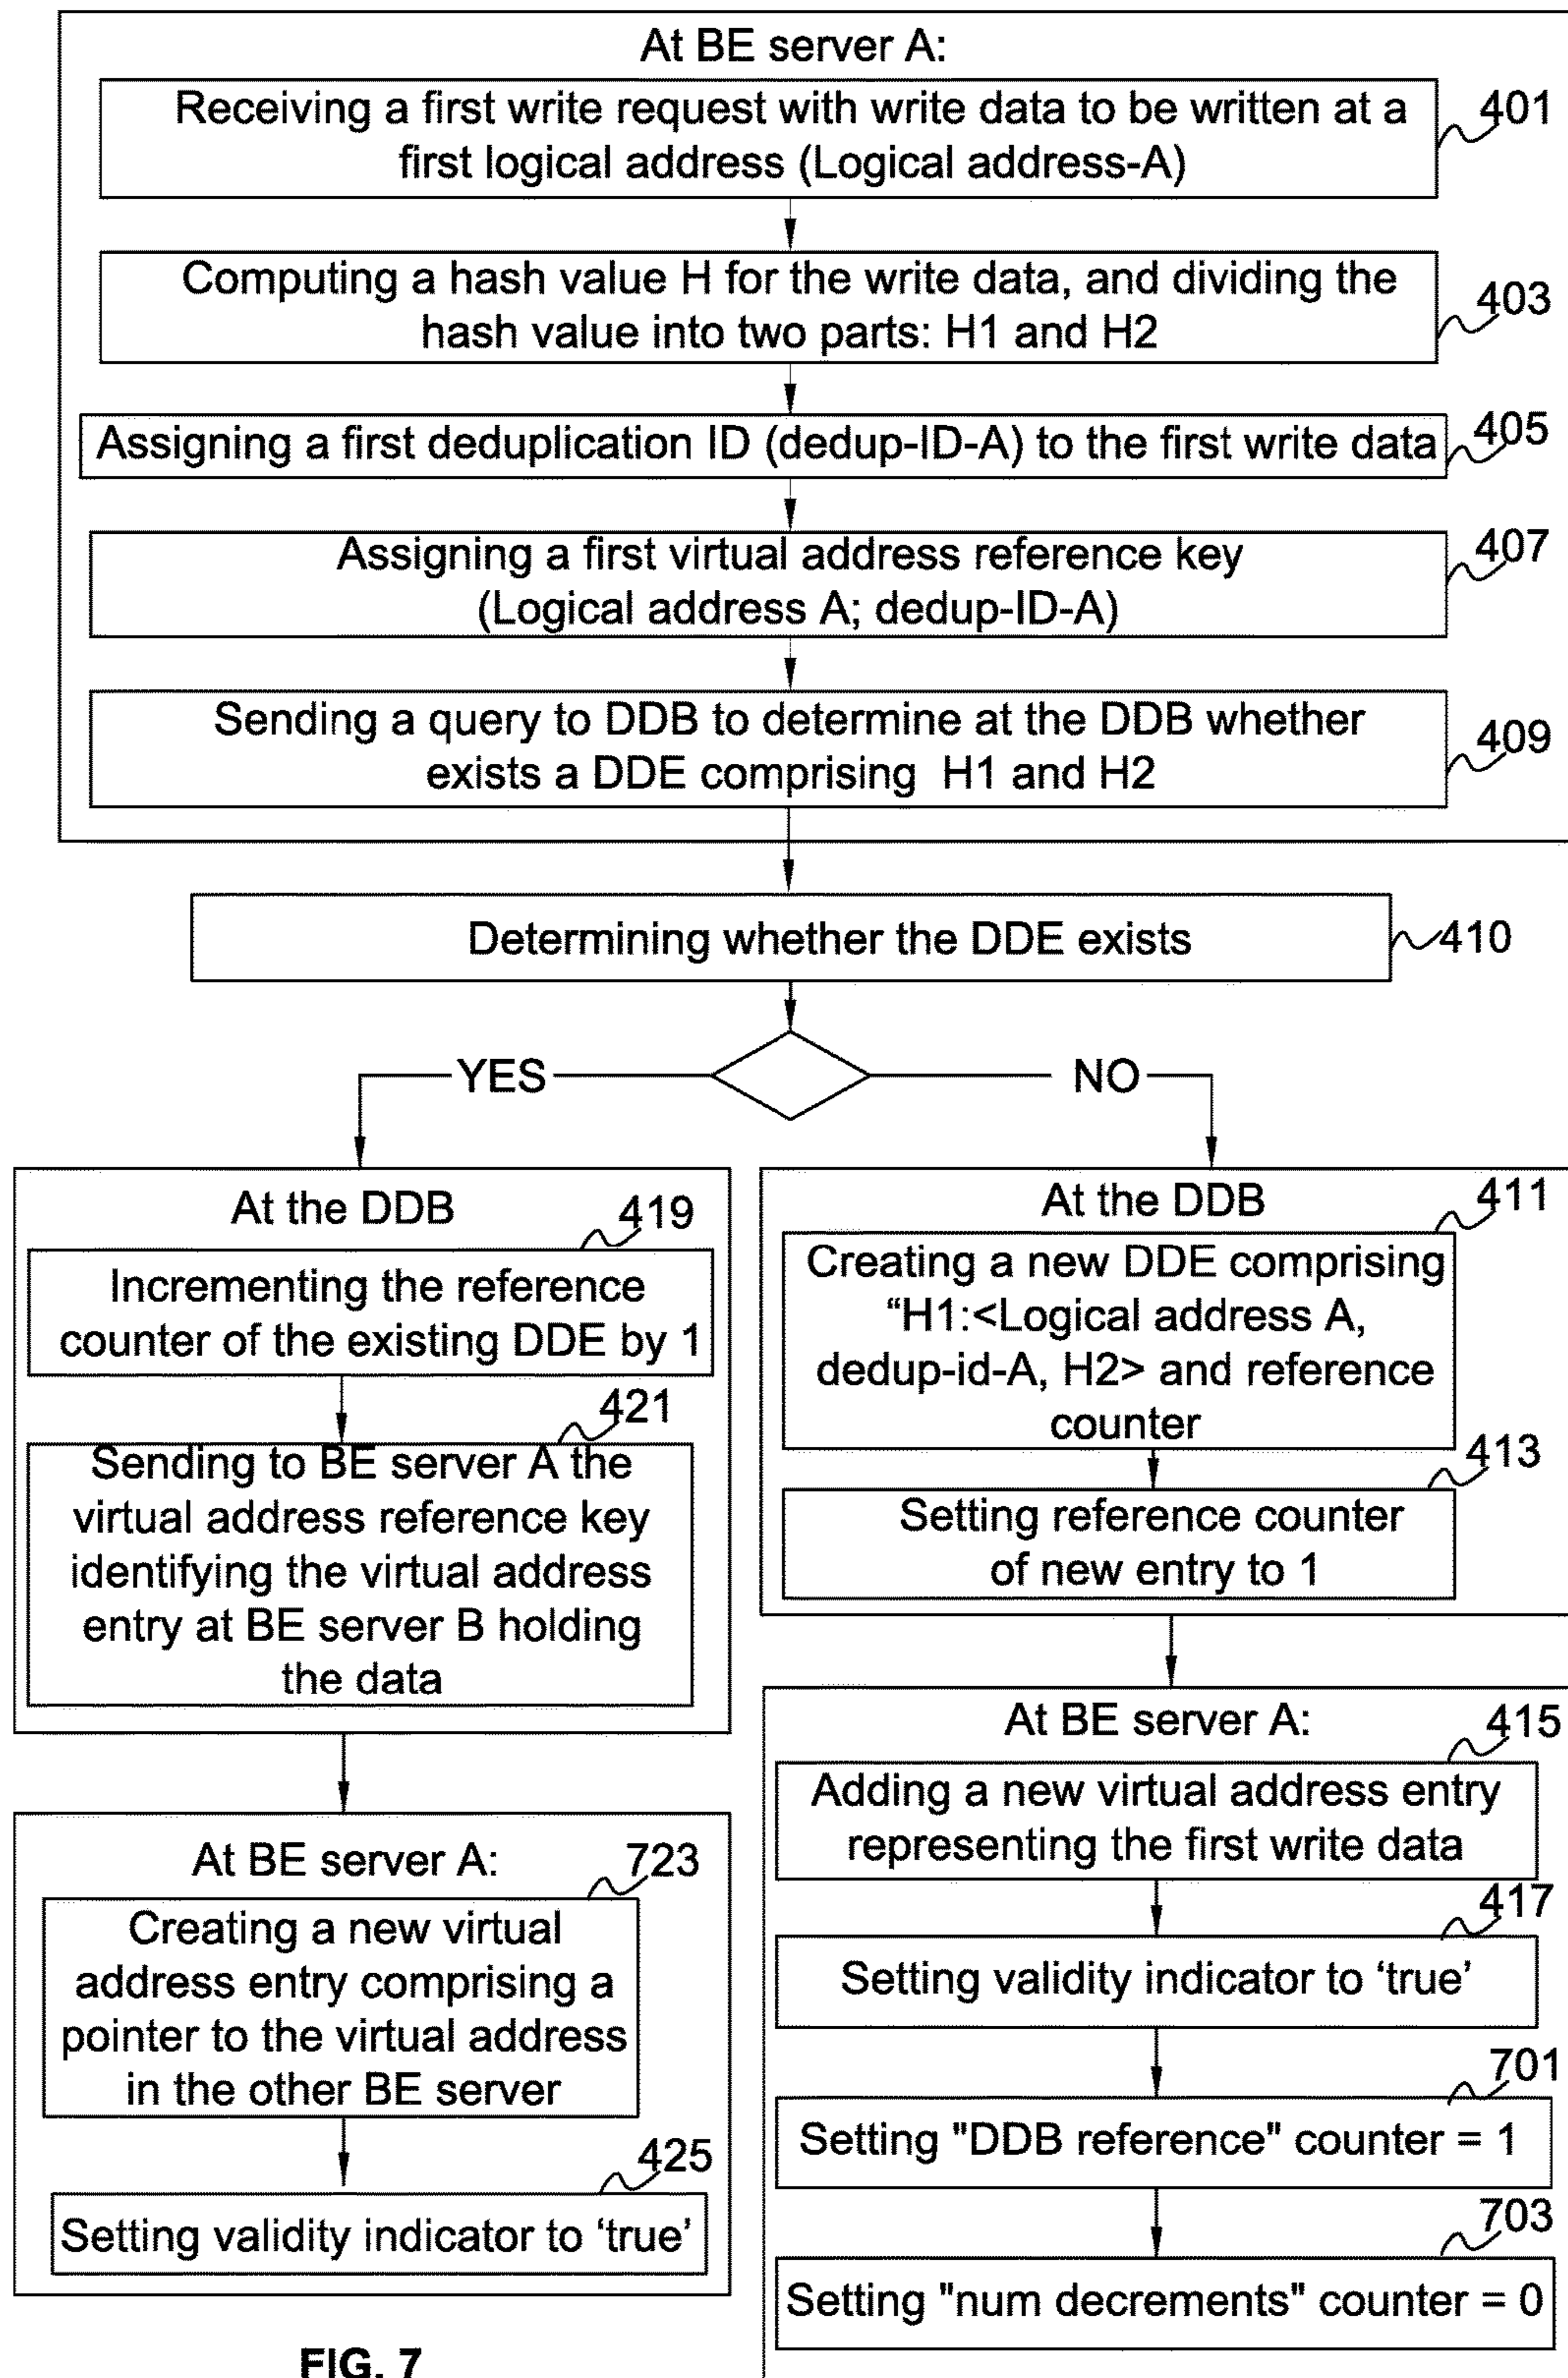 At BE server A:
Receiving a first write request with write data to be written at a
first logical address (Logical address-A)
401
Computing a hash value H for the write data, and dividing the
hash value into two parts: H1 and H2
403
Assigning a first deduplication ID (dedup-ID-A) to the first write data
405
Assigning a first virtual address reference key
(Logical address A; dedup-ID-A)
407
Sending a query to DDB to determine at the DDB whether
exists a DDE comprising H1 and H2
409
Determining whether the DDE exists
410
YES
NO
At the DDB
419
Incrementing the reference
counter of the existing DDE by 1
421
Sending to BE server A the
virtual address reference key
identifying the virtual address
entry at BE server B holding
the data
At BE server A:
723
Creating a new virtual
address entry comprising a
pointer to the virtual address
in the other BE server
425
Setting validity indicator to ‘true’
At the DDB
411
Creating a new DDE comprising
“H1:<Logical address A,
dedup-id-A, H2> and reference
counter
413
Setting reference counter
of new entry to 1
At BE server A:
415
Adding a new virtual address entry
representing the first write data
417
Setting validity indicator to ‘true’
701
Setting "DDB reference" counter = 1
703
Setting "num decrements" counter = 0
FIG. 7